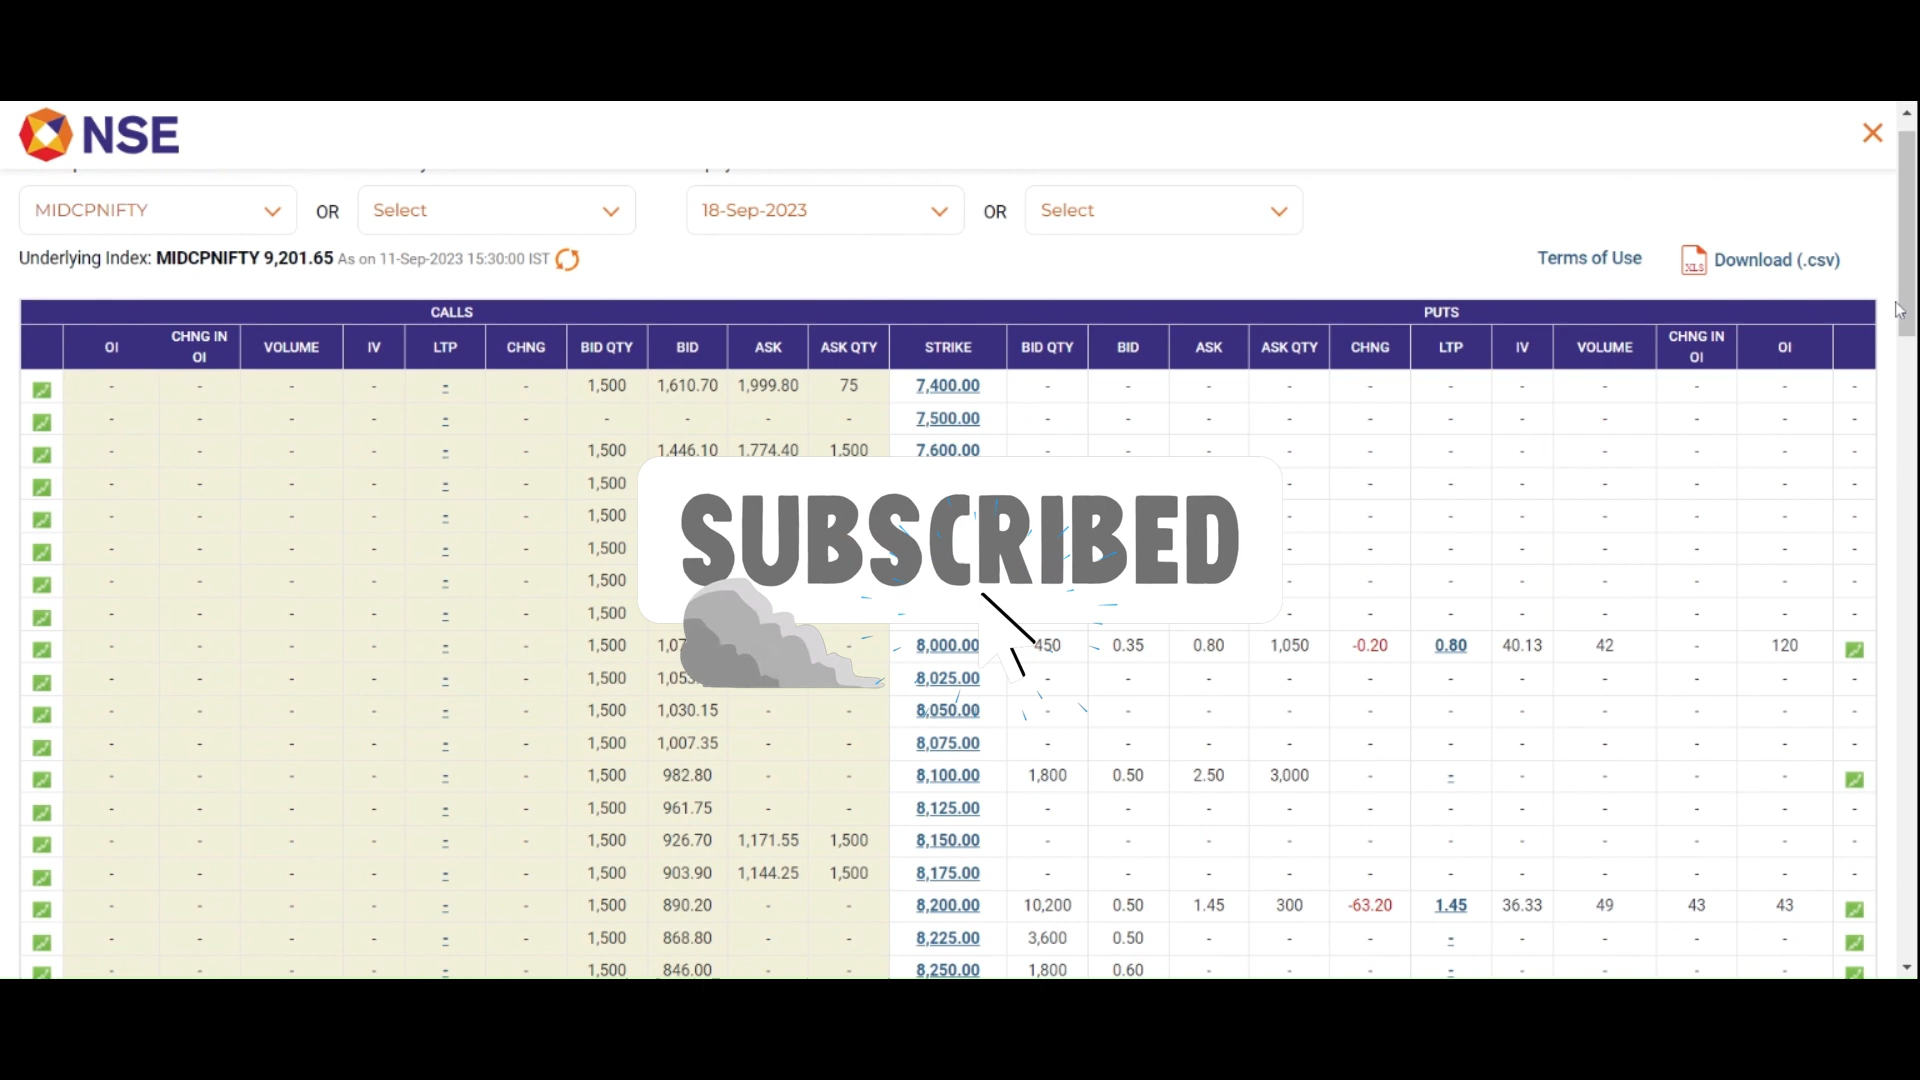 NSE
MIDCPNIFTY OR Select 18-Sep-2023 OR Select
Underlying Index: MIDCPNIFTY 9,201.65 As on 11-Sep-2023 15:30:00 IST Terms of Use XLS Download (.csv)
CALLS PUTS
OI CHNG IN OI VOLUME IV LTP CHNG BID QTY BID ASK ASK QTY STRIKE BID QTY BID ASK ASK QTY CHNG LTP IV VOLUME CHNG IN OI OI
- - - - - - 1,500 1,610.70 1,999.80 75 7,400.00 - - - - - - - - - - -
- - - - - - - - - - 7,500.00 - - - - - - - - - - -
- - - - - - 1,500 1,446.10 1,774.40 1,500 7,600.00 - - - - - - - - - - -
- - - - - - 1,500 - - - - - - - -
- - - - - - 1,500 - - - - - - - -
- - - - - - 1,500 - - - - - - - -
- - - - - - 1,500 - - - - - - - -
- - - - - - 1,500 - - - - - - - -
SUBSCRIBED
- - - - - - 1,500 - 8,000.00 450 0.35 0.80 1,050 -0.20 0.80 40.13 42 - 120
- - - - - - 1,500 8,025.00 - - - - - - - - - - -
- - - - - - 1,500 1,030.15 - - 8,050.00 - - - - - - - - - - -
- - - - - - 1,500 1,007.35 - - 8,075.00 - - - - - - - - - - -
- - - - - - 1,500 982.80 - - 8,100.00 1,800 0.50 2.50 3,000 - - - - - -
- - - - - - 1,500 961.75 - - 8,125.00 - - - - - - - - - - -
- - - - - - 1,500 926.70 1,171.55 1,500 8,150.00 - - - - - - - - - - -
- - - - - - 1,500 903.90 1,144.25 1,500 8,175.00 - - - - - - - - - - -
- - - - - - 1,500 890.20 - - 8,200.00 10,200 0.50 1.45 300 -63.20 1.45 36.33 49 43 43
- - - - - - 1,500 868.80 - - 8,225.00 3,600 0.50 - - - - - - - -
- - - - - - 1,500 846.00 - - 8,250.00 1,800 0.60 - - - - - - - -